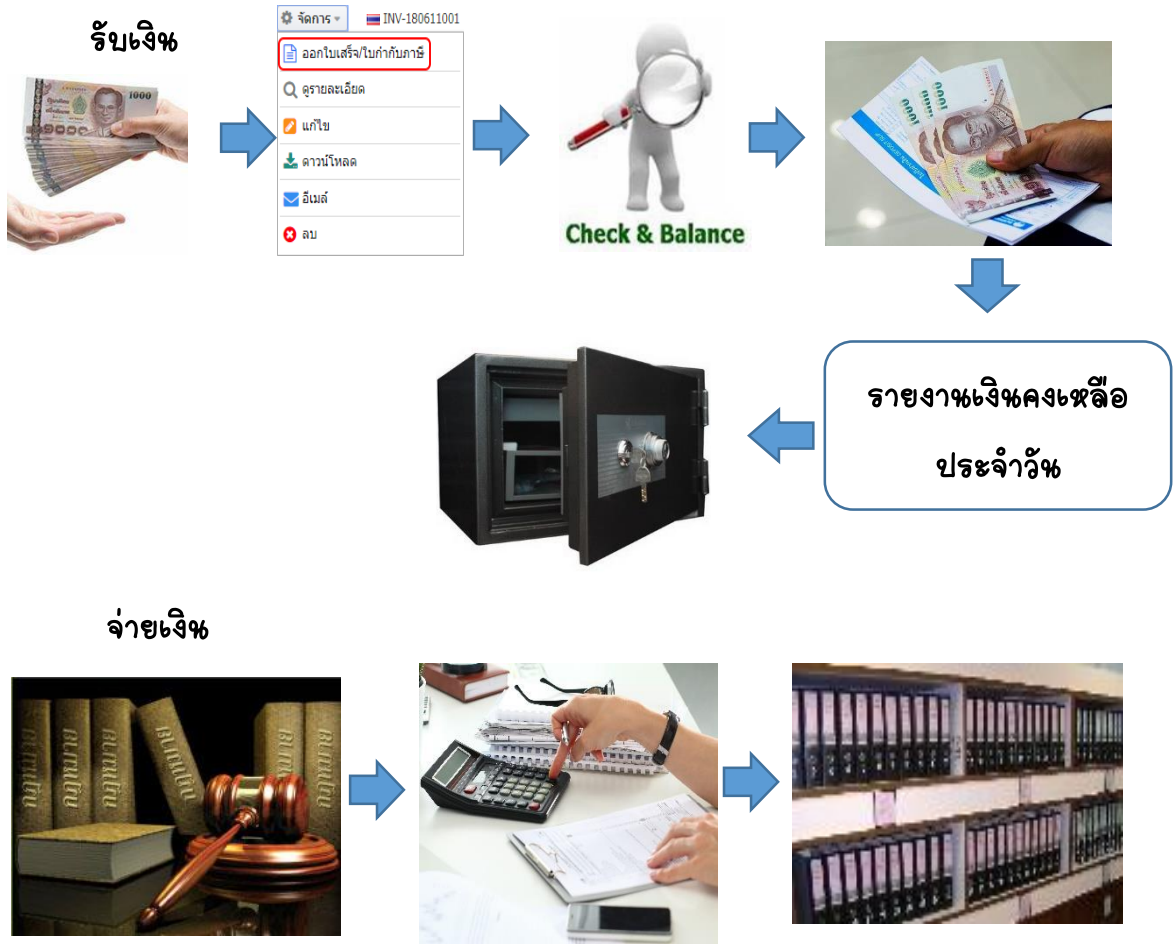 รับเงิน
จัดการ
INV-180611001
ออกใบเสร็จ/ใบกำกับภาษี
ดูรายละเอียด
แก้ไข
ดาวน์โหลด
อีเมล์
ลบ
1000
Check & Balance
1000
1000
1000
รายงานเงินคงเหลือ
ประจำวัน
จ่ายเงิน